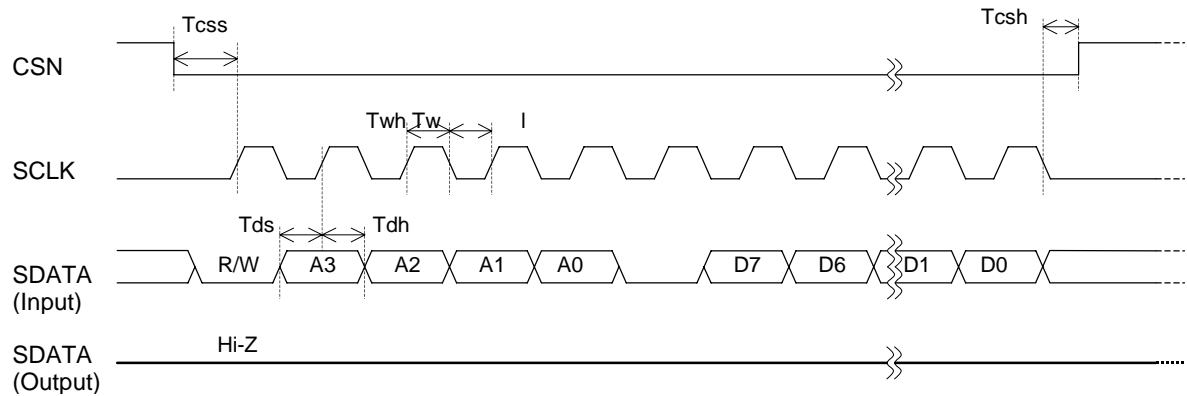 Tcss Tcsh
CSN
Twh Tw l
SCLK
Tds Tdh
R/W A3 A2 A1 A0 D7 D6 D1 D0
SDATA
(Input)
Hi-Z
SDATA
(Output)